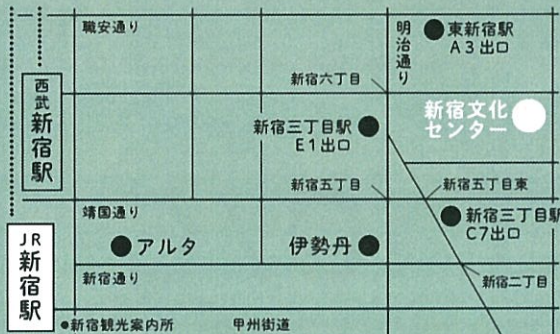 職安通り
明治通り
東新宿駅
A3出口
新宿六丁目
西武新宿駅
新宿三丁目駅
E1出口
新宿文化
センター
新宿五丁目
新宿五丁目東
靖国通り
新宿三丁目駅
C7出口
JR新宿駅
アルタ
伊勢丹
新宿通り
新宿二丁目
新宿観光案内所
甲州街道